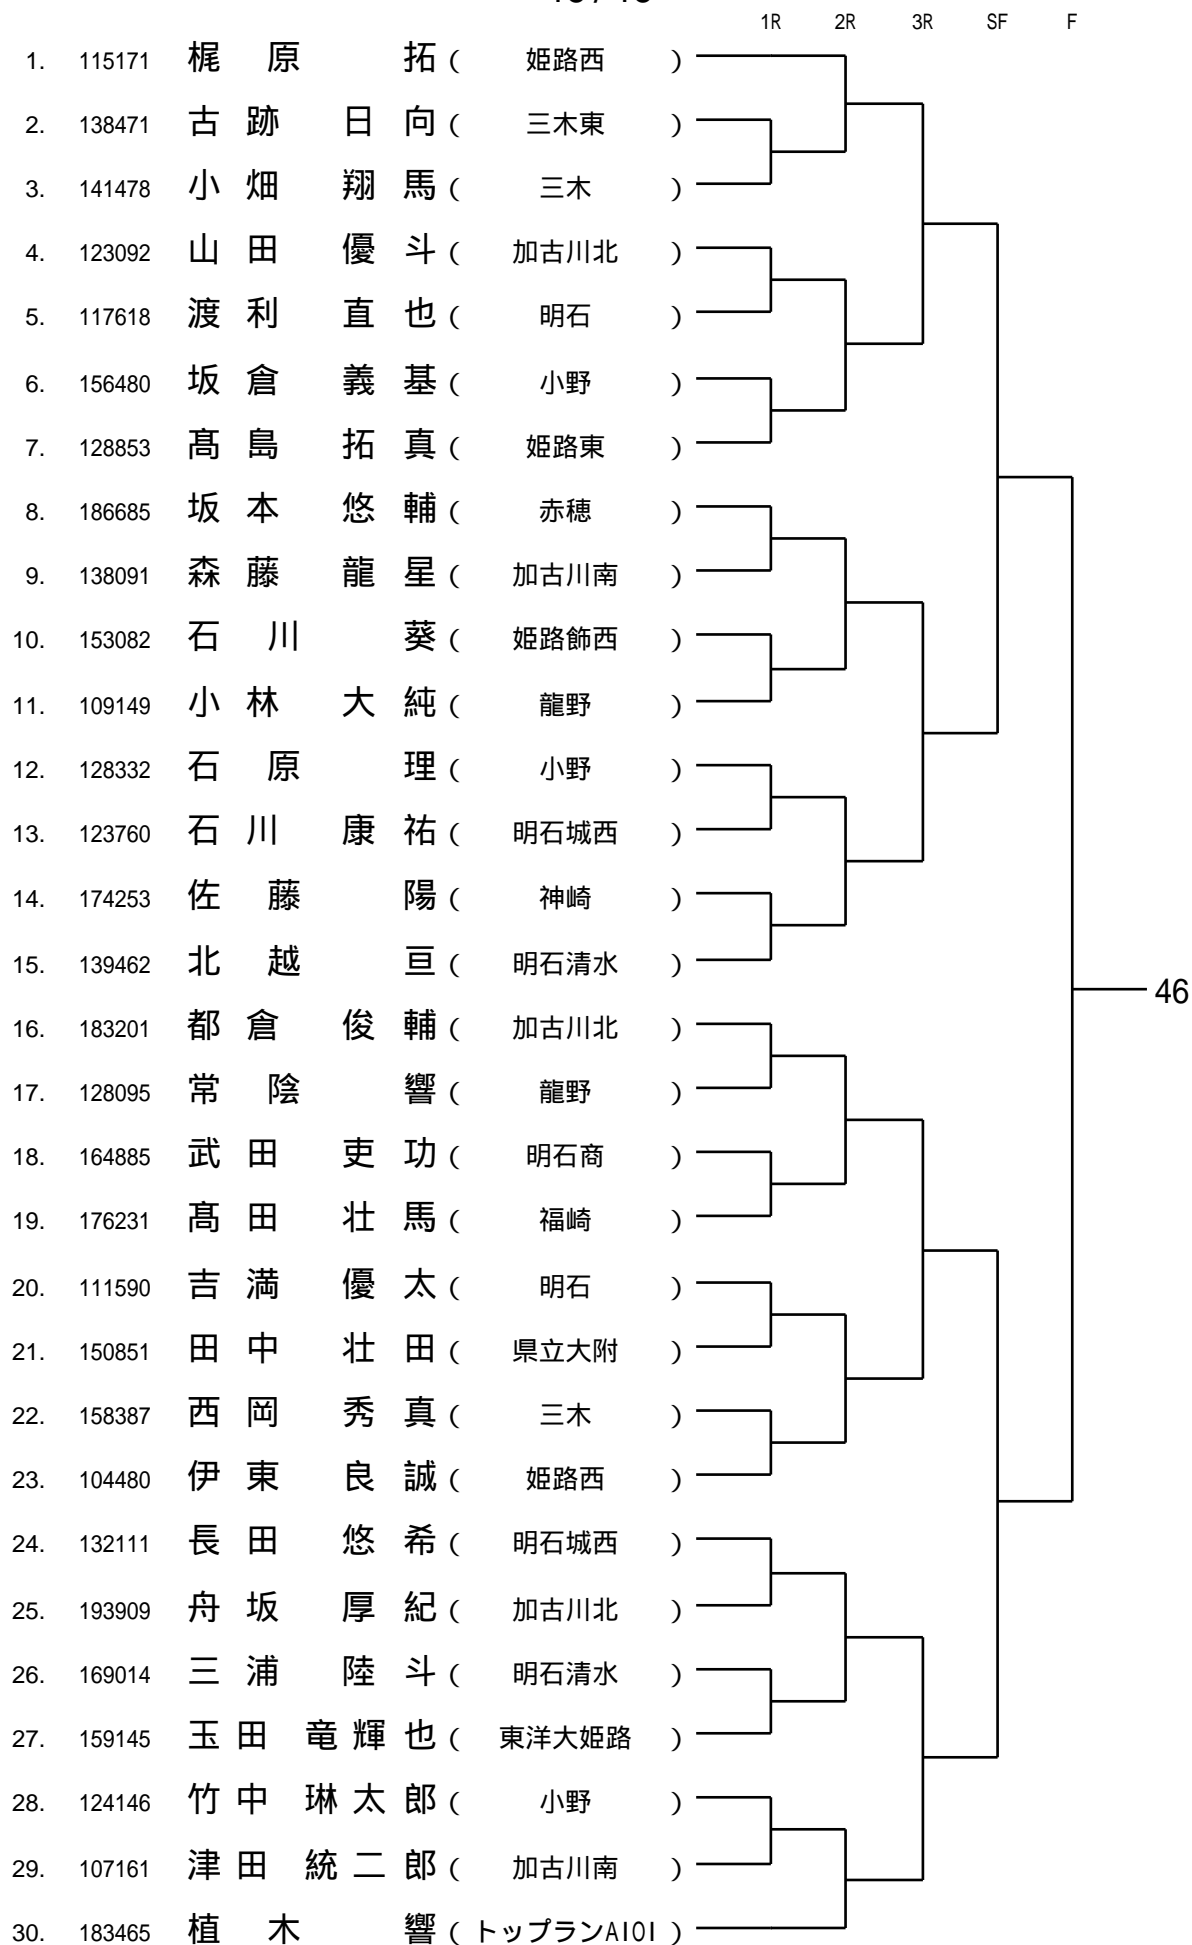 1R 2R 3R SF F
1. 115171 梶原 拓 ( 姫路西 )
2. 138471 古跡 日向 ( 三木東 )
3. 141478 小畑 翔馬 ( 三木 )
4. 123092 山田 優斗 ( 加古川北 )
5. 117618 渡利 直也 ( 明石 )
6. 156480 坂倉 義基 ( 小野 )
7. 128853 髙島 拓真 ( 姫路東 )
8. 186685 坂本 悠輔 ( 赤穂 )
9. 138091 森藤 龍星 ( 加古川南 )
10. 153082 石川 葵 ( 姫路飾西 )
11. 109149 小林 大純 ( 龍野 )
12. 128332 石原 理 ( 小野 )
13. 123760 石川 康祐 ( 明石城西 )
14. 174253 佐藤 陽 ( 神崎 )
15. 139462 北越 亘 ( 明石清水 )
46
16. 183201 都倉 俊輔 ( 加古川北 )
17. 128095 常陰 響 ( 龍野 )
18. 164885 武田 吏功 ( 明石商 )
19. 176231 髙田 壮馬 ( 福崎 )
20. 111590 吉満 優太 ( 明石 )
21. 150851 田中 壮田 ( 県立大附 )
22. 158387 西岡 秀真 ( 三木 )
23. 104480 伊東 良誠 ( 姫路西 )
24. 132111 長田 悠希 ( 明石城西 )
25. 193909 舟坂 厚紀 ( 加古川北 )
26. 169014 三浦 陸斗 ( 明石清水 )
27. 159145 玉田 竜輝也 ( 東洋大姫路 )
28. 124146 竹中 琳太郎 ( 小野 )
29. 107161 津田 統二郎 ( 加古川南 )
30. 183465 植木 響 ( トップランAIOI )